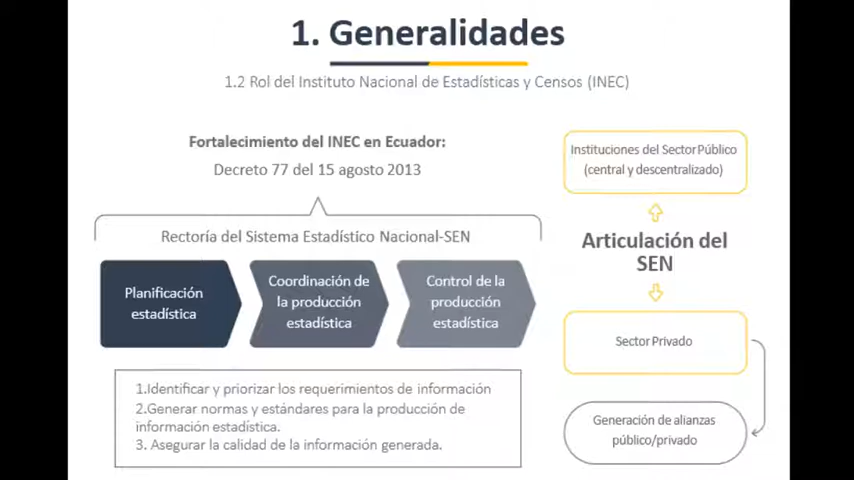 1. Generalidades
1.2 Rol del Instituto Nacional de Estadísticas y Censos (INEC)
Fortalecimiento del INEC en Ecuador:
Decreto 77 del 15 agosto 2013
Rectoría del Sistema Estadístico Nacional-SEN
Planificación
estadística
Coordinación de
la producción
estadística
Control de la
producción
estadística
1.Identificar y priorizar los requerimientos de información
2.Generar normas y estándares para la producción de
información estadística.
3. Asegurar la calidad de la información generada.
Instituciones del Sector Público
(central y descentralizado)
Articulación del
SEN
Sector Privado
Generación de alianzas
público/privado